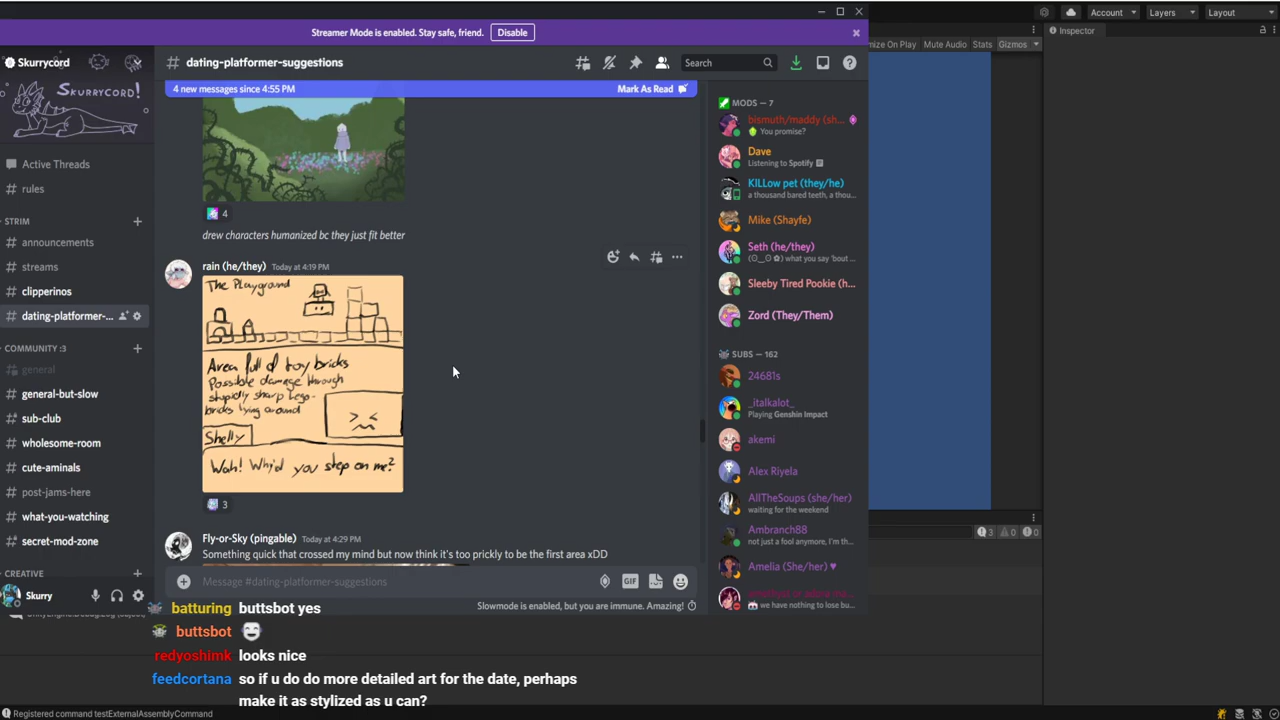 Streamer Mode is enabled. Stay safe, friend.
Disable
Account
Layers
Layout
Inspector
mize On Play
Mute Audio
Stats
Gizmos
Skurrycord
SKURRYCORD!
# dating-platformer-suggestions
Search
4 new messages since 4:55 PM
Mark As Read
Active Threads
# rules
STRIM
# announcements
# streams
# clipperinos
# dating-platformer-...
COMMUNITY :3
# general
# general-but-slow
# sub-club
# wholesome-room
# cute-aminals
# post-jams-here
# what-you-watching
# secret-mod-zone
CREATIVE
Skurry
4
drew characters humanized bc they just fit better
rain (he/they) Today at 4:19 PM
The Playground
Area full of toy bricks
Possible damage through
stupidly sharp Lego-
bricks lying around
Shelly
Wah! Why'd you step on me?
3
Fly-or-Sky (pingable) Today at 4:29 PM
Something quick that crossed my mind but now think it's too prickly to be the first area xDD
Message #dating-platformer-suggestions
GIF
Slowmode is enabled, but you are immune. Amazing!
MODS — 7
bismuth/maddy (sh...
You promise?
Dave
Listening to Spotify
KILLow pet (they/he)
a thousand bared teeth, a thou...
Mike (Shayfe)
Seth (he/they)
what you say 'bout ...
Sleeby Tired Pookie (h...
Zord (They/Them)
SUBS — 162
24681s
_italkalot_
Playing Genshin Impact
akemi
Alex Riyela
AllTheSoups (she/her)
waiting for the weekend
Ambranch88
not just a fool anymore, I'm th...
Amelia (She/her) ♥
we have nothing to lose bu...
3
0
0
batturing buttsbot yes
buttsbot
redyoshimk looks nice
feedcortana so if u do do more detailed art for the date, perhaps
make it as stylized as u can?
Registered command testExternalAssemblyCommand